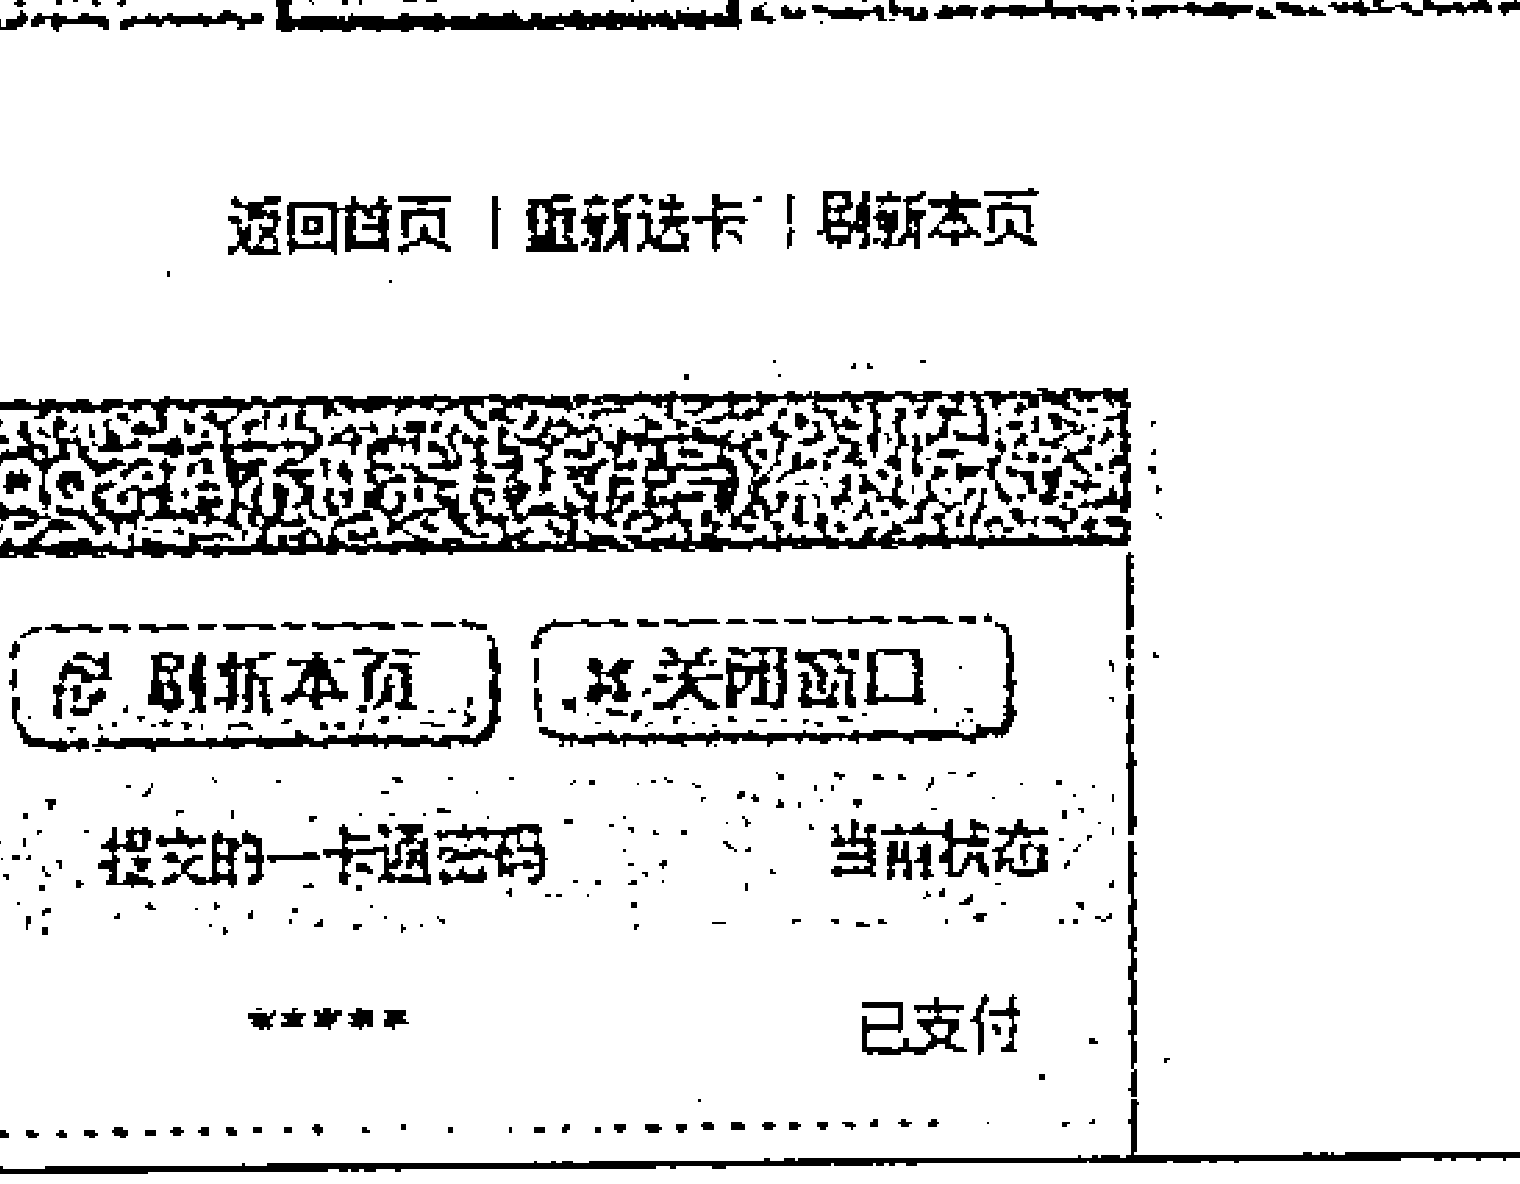 返回首页 | 重新选卡 | 刷新本页
刷新本页 关闭窗口
提交的一卡通密码 当前状态
***** 已支付